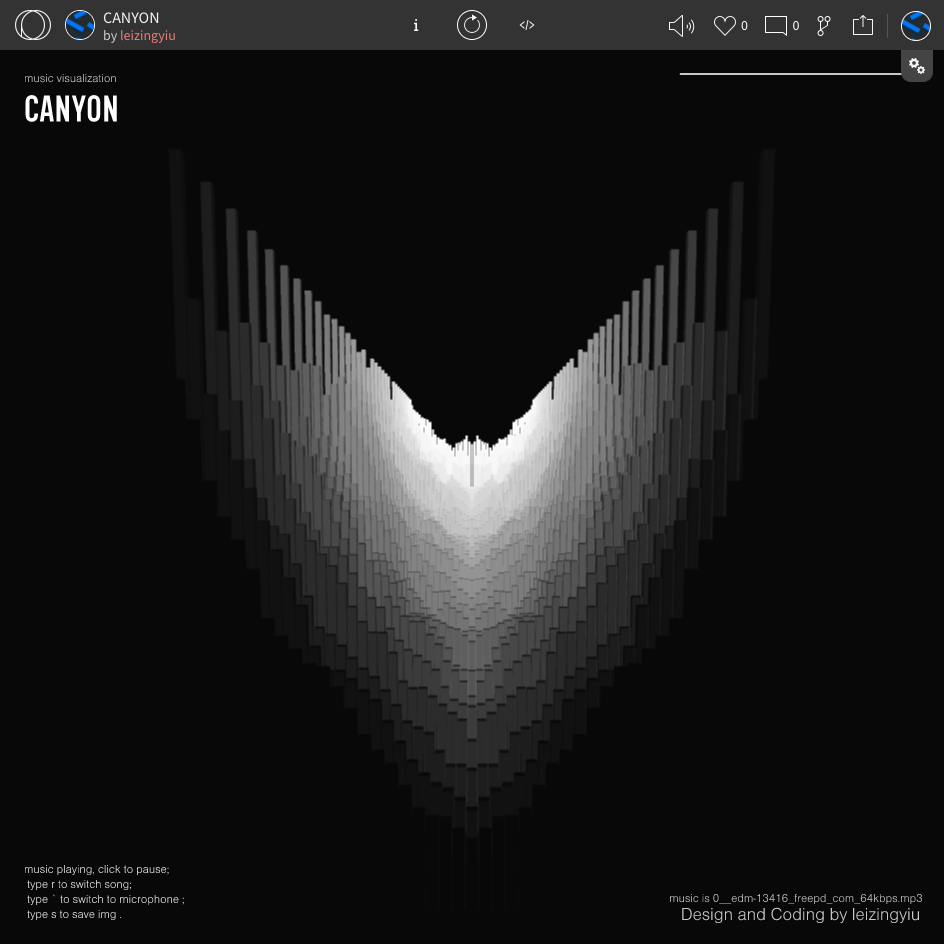 CANYON
by leizingyiu
i
</>
0
0
music visualization
CANYON
music playing, click to pause;
type r to switch song;
type ` to switch to microphone ;
type s to save img .
music is 0__edm-13416_freepd_com_64kbps.mp3
Design and Coding by leizingyiu